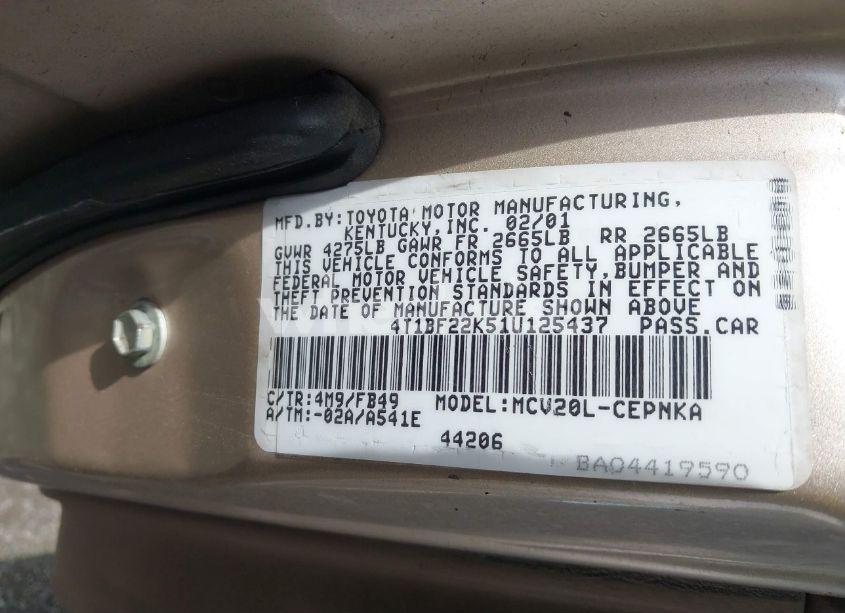 MFD.BY:TOYOTA MOTOR MANUFACTURING,
KENTUCKY,INC. 02/01
GVWR 4275LB GAWR FR 2665LB RR 2665LB
THIS VEHICLE CONFORMS TO ALL APPLICABLE
FEDERAL MOTOR VEHICLE SAFETY,BUMPER AND
THEFT PREVENTION STANDARDS IN EFFECT ON
THE DATE OF MANUFACTURE SHOWN ABOVE
4T1BF22K51U125437 PASS.CAR
C/TR:4M9/FB49 MODEL:MCV20L-CEPNKA
A/TM:-02A/A541E
44206
BA04419590